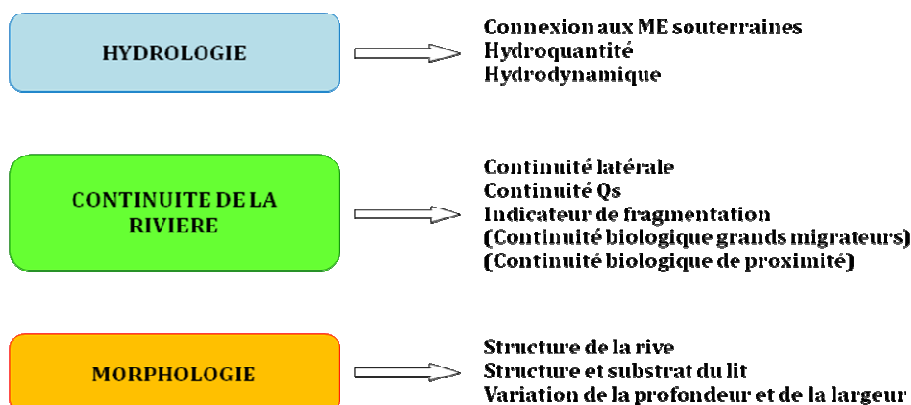 HYDROLOGIE
Connexion aux ME souterraines
Hydroquantité
Hydrodynamique
CONTINUITE DE LA
RIVIERE
Continuité latérale
Continuité Qs
Indicateur de fragmentation
(Continuité biologique grands migrateurs)
(Continuité biologique de proximité)
MORPHOLOGIE
Structure de la rive
Structure et substrat du lit
Variation de la profondeur et de la largeur